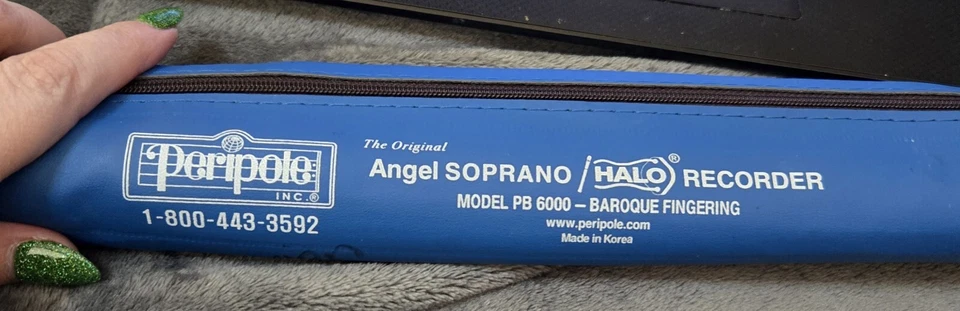 Peripole
INC.®
1-800-443-3592
The Original
Angel SOPRANO HALO® RECORDER
MODEL PB 6000 – BAROQUE FINGERING
www.peripole.com
Made in Korea